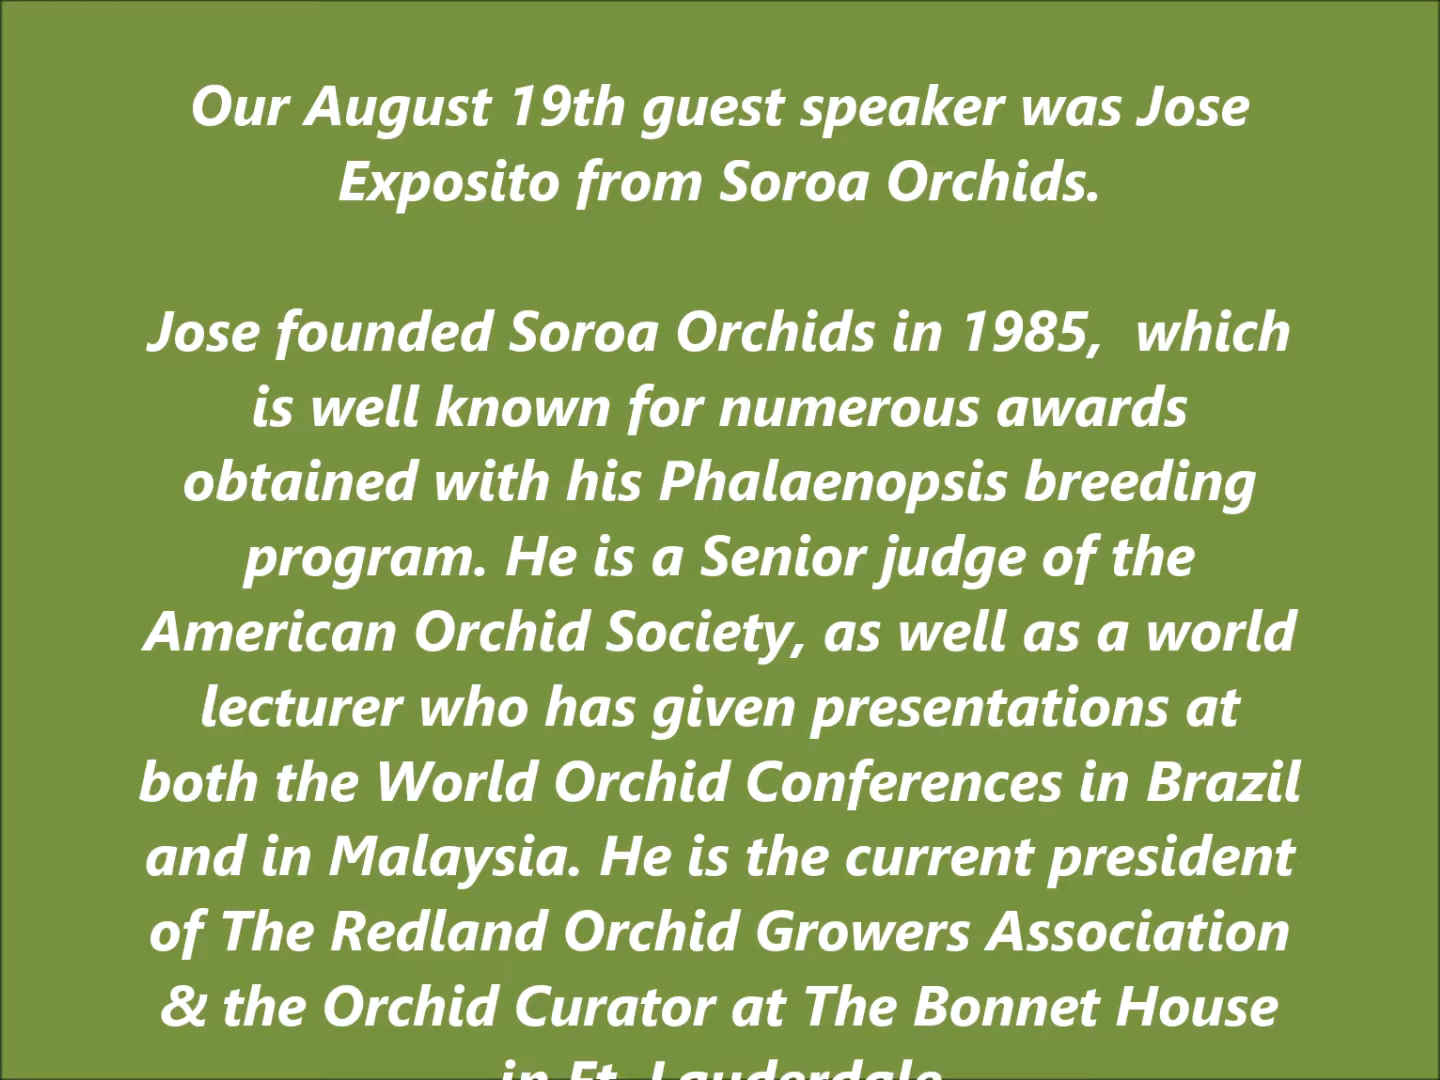 Our August 19th guest speaker was Jose
Exposito from Soroa Orchids.
Jose founded Soroa Orchids in 1985,  which
is well known for numerous awards
obtained with his Phalaenopsis breeding
program. He is a Senior judge of the
American Orchid Society, as well as a world
lecturer who has given presentations at
both the World Orchid Conferences in Brazil
and in Malaysia. He is the current president
of The Redland Orchid Growers Association
& the Orchid Curator at The Bonnet House
in Ft. Lauderdale